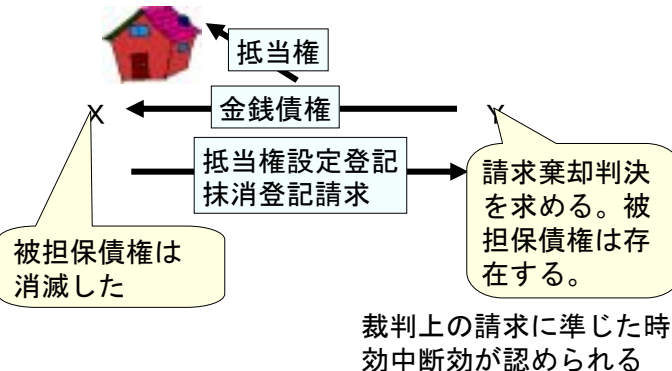 抵当権
金銭債権
X
Y
抵当権設定登記
抹消登記請求
被担保債権は
消滅した
請求棄却判決
を求める。被
担保債権は存
在する。
裁判上の請求に準じた時
効中断効が認められる